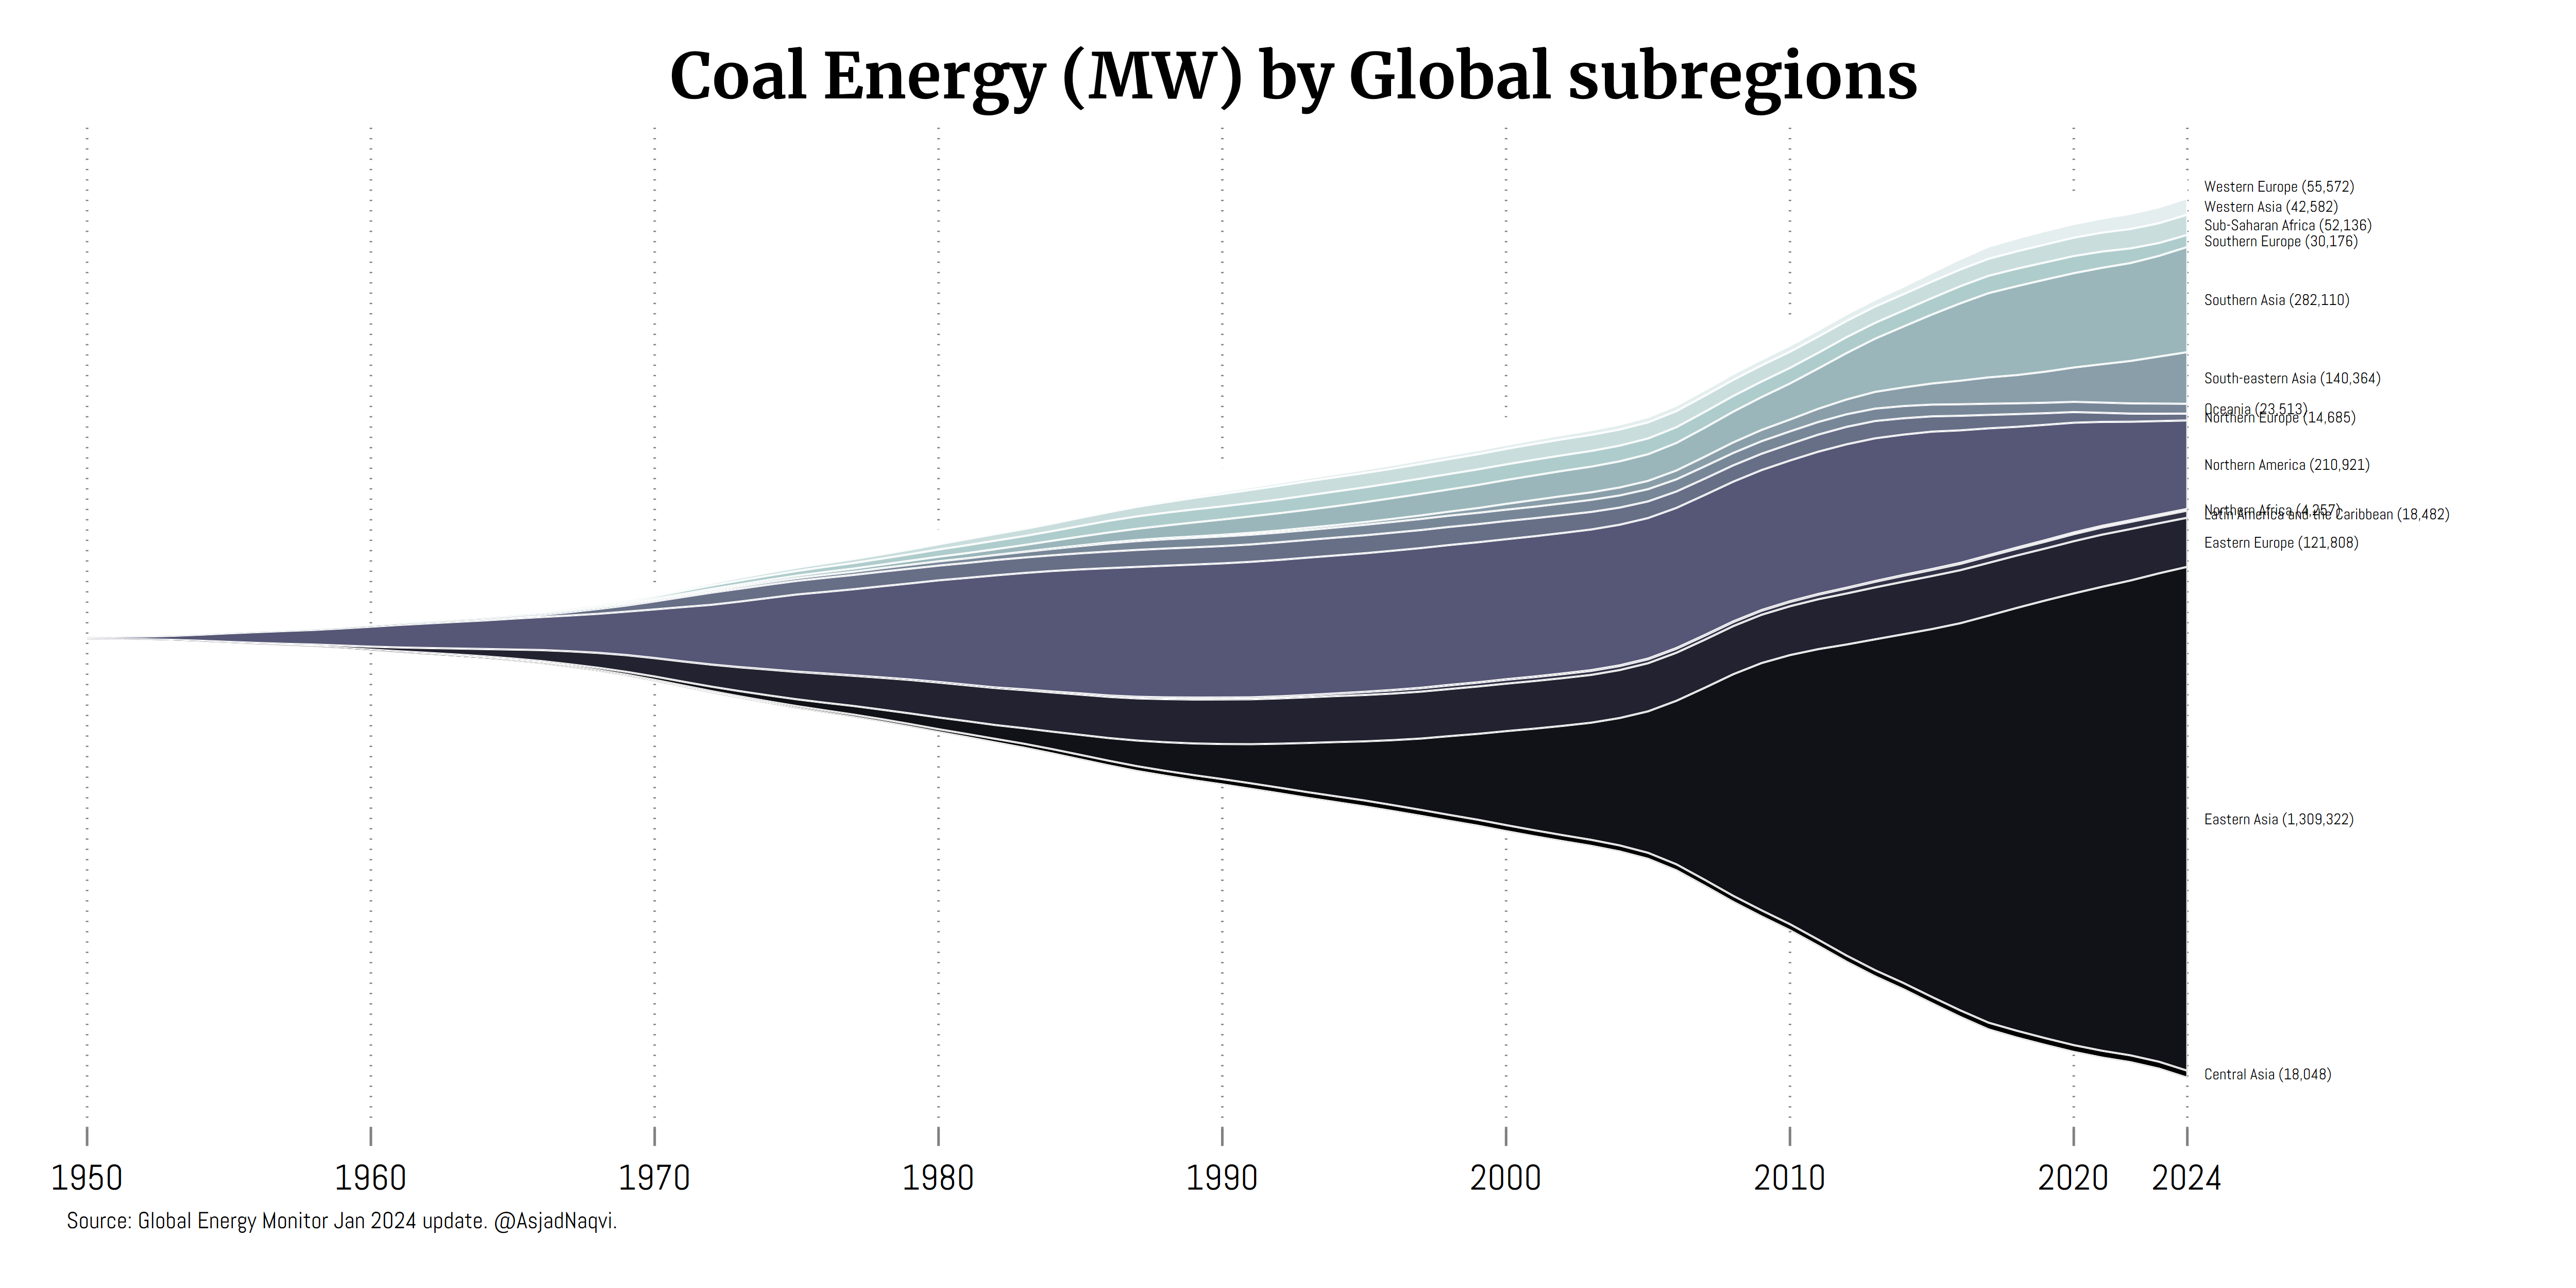 Coal Energy (MW) by Global subregions
Western Europe (55,572)
Western Asia (42,582)
Sub-Saharan Africa (52,136)
Southern Europe (30,176)
Southern Asia (282,110)
South-eastern Asia (140,364)
Oceania (23,513)
Northern Europe (14,685)
Northern America (210,921)
Northern Africa (4,257)
Latin America and the Caribbean (18,482)
Eastern Europe (121,808)
Eastern Asia (1,309,322)
Central Asia (18,048)
1950 1960 1970 1980 1990 2000 2010 2020 2024
Source: Global Energy Monitor Jan 2024 update. @AsjadNaqvi.